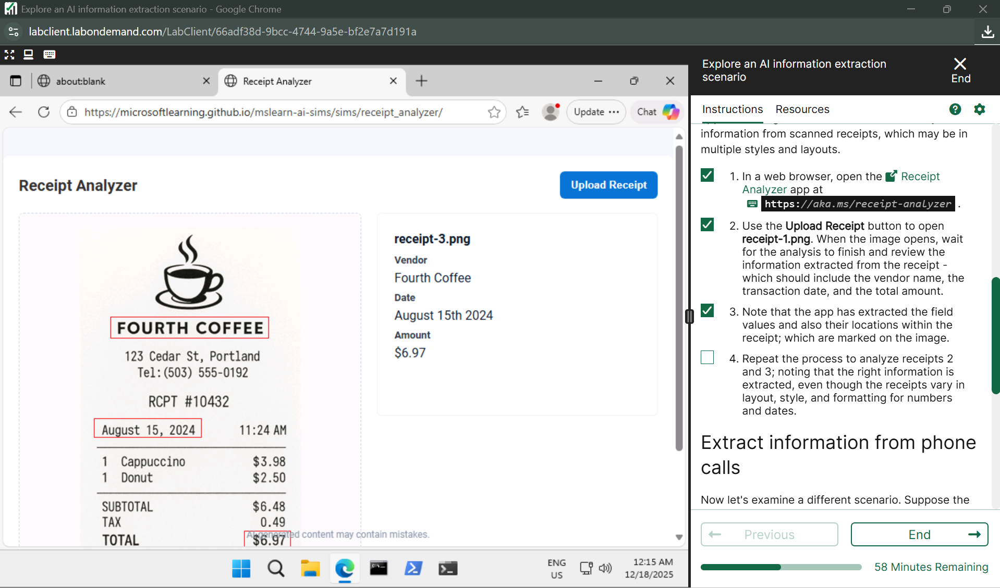 Explore an AI information extraction scenario - Google Chrome
labclient.labondemand.com/LabClient/66adf38d-9bcc-4744-9a5e-bf2e7a7d191a
about:blank
Receipt Analyzer
https://microsoftlearning.github.io/mslearn-ai-sims/sims/receipt_analyzer/
Update
Chat
Receipt Analyzer
Upload Receipt
FOURTH COFFEE
123 Cedar St, Portland
Tel:(503) 555-0192
RCPT #10432
August 15, 2024 11:24 AM
1 Cappuccino $3.98
1 Donut $2.50
SUBTOTAL $6.48
TAX 0.49
TOTAL $6.97
AI-generated content may contain mistakes.
receipt-3.png
Vendor
Fourth Coffee
Date
August 15th 2024
Amount
$6.97
ENG
US
12:15 AM
12/18/2025
Explore an AI information extraction
scenario
End
Instructions
Resources
information from scanned receipts, which may be in
multiple styles and layouts.
1. In a web browser, open the Receipt
Analyzer app at
https://aka.ms/receipt-analyzer .
2. Use the Upload Receipt button to open
receipt-1.png. When the image opens, wait
for the analysis to finish and review the
information extracted from the receipt -
which should include the vendor name, the
transaction date, and the total amount.
3. Note that the app has extracted the field
values and also their locations within the
receipt; which are marked on the image.
4. Repeat the process to analyze receipts 2
and 3; noting that the right information is
extracted, even though the receipts vary in
layout, style, and formatting for numbers
and dates.
Extract information from phone
calls
Now let's examine a different scenario. Suppose the
Previous
End
58 Minutes Remaining